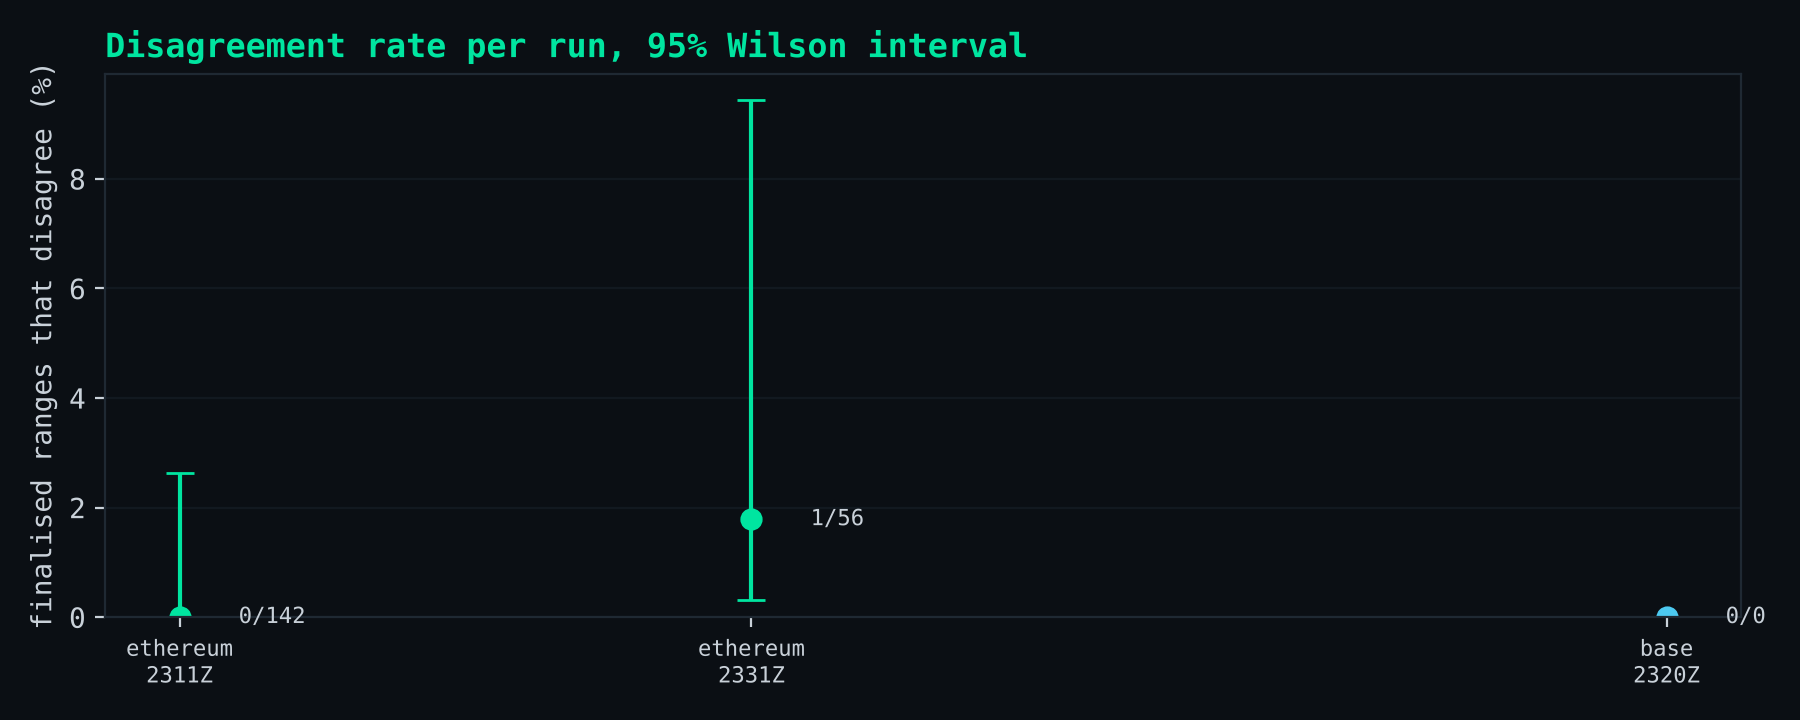 Disagreement rate per run, 95% Wilson interval
finalised ranges that disagree (%)
8
6
4
2
0
1/56
0/142
0/0
ethereum
2311Z
ethereum
2331Z
base
2320Z